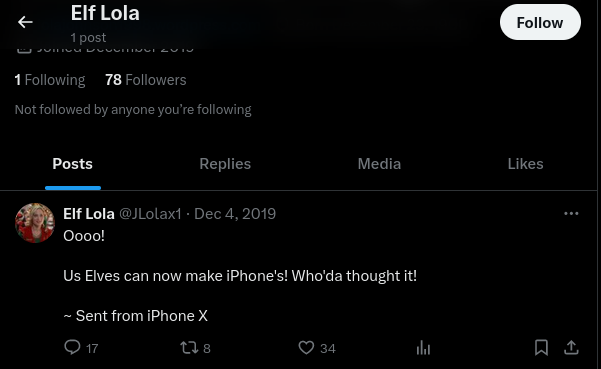 Elf Lola
1 post
Follow
Joined December 2019
1 Following 78 Followers
Not followed by anyone you're following
Posts Replies Media Likes
Elf Lola @JLolax1 · Dec 4, 2019
Oooo!
Us Elves can now make iPhone's! Who'da thought it!
~ Sent from iPhone X
17 8 34